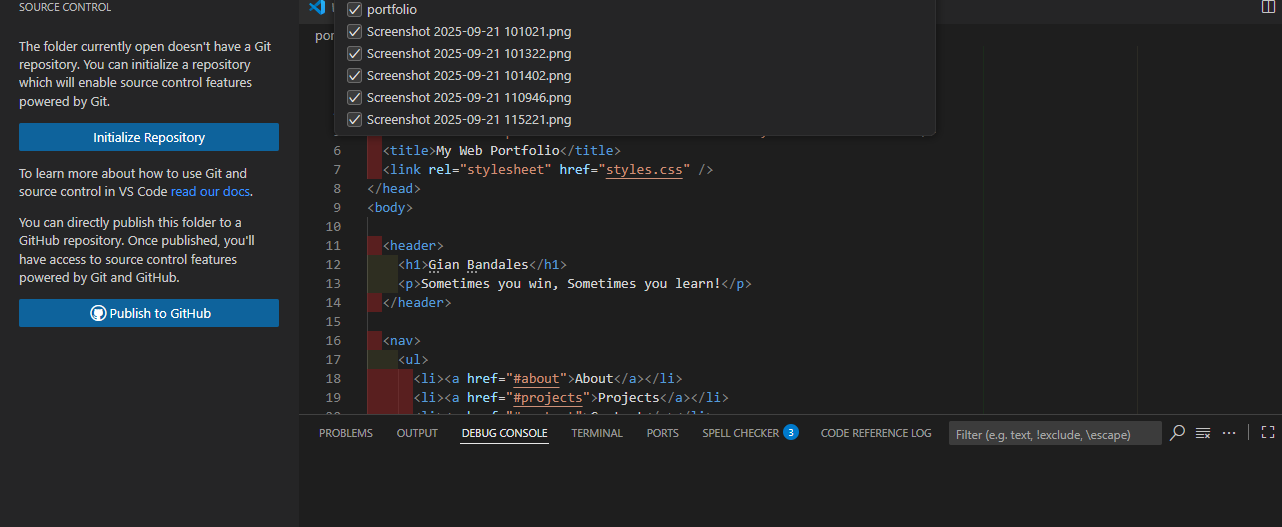 SOURCE CONTROL
The folder currently open doesn't have a Git
repository. You can initialize a repository
which will enable source control features
powered by Git.
Initialize Repository
To learn more about how to use Git and
source control in VS Code read our docs.
You can directly publish this folder to a
GitHub repository. Once published, you'll
have access to source control features
powered by Git and GitHub.
Publish to GitHub
portfolio
Screenshot 2025-09-21 101021.png
Screenshot 2025-09-21 101322.png
Screenshot 2025-09-21 101402.png
Screenshot 2025-09-21 110946.png
Screenshot 2025-09-21 115221.png
por
6 <title>My Web Portfolio</title>
7 <link rel="stylesheet" href="styles.css" />
8 </head>
9 <body>
10
11 <header>
12 <h1>Gian Bandales</h1>
13 <p>Sometimes you win, Sometimes you learn!</p>
14 </header>
15
16 <nav>
17 <ul>
18 <li><a href="#about">About</a></li>
19 <li><a href="#projects">Projects</a></li>
PROBLEMS OUTPUT DEBUG CONSOLE TERMINAL PORTS SPELL CHECKER 3 CODE REFERENCE LOG Filter (e.g. text, !exclude, \escape)